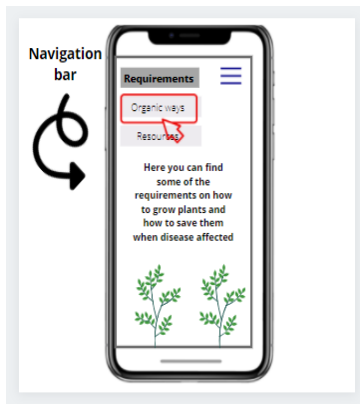 Navigation
bar
Requirements
Organic ways
Resources
Here you can find
some of the
requirements on how
to grow plants and
how to save them
when disease affected